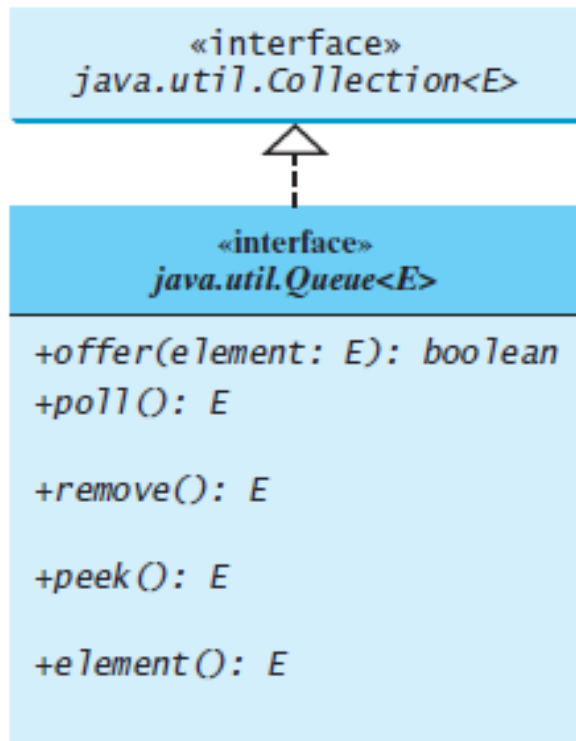 «interface»
java.util.Collection<E>
«interface»
java.util.Queue<E>
+offer(element: E): boolean
+poll(): E
+remove(): E
+peek(): E
+element(): E